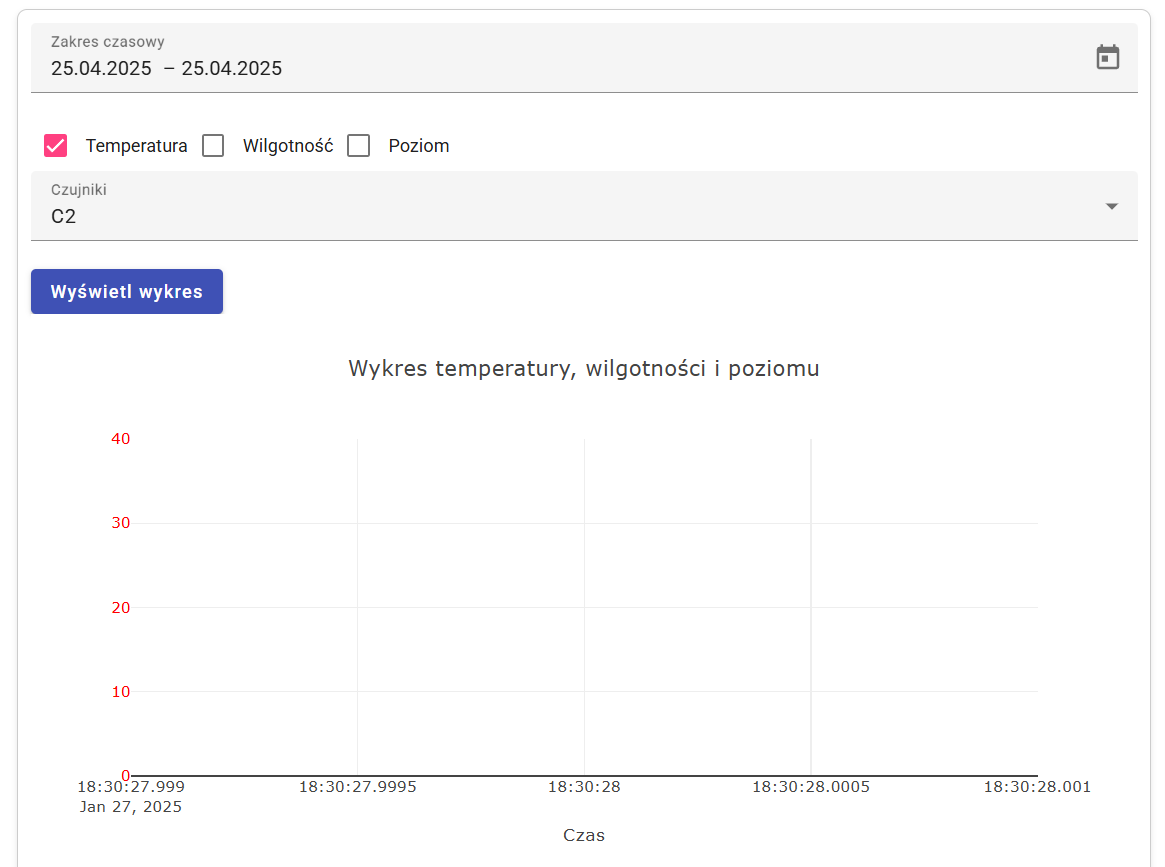 Zakres czasowy
25.04.2025 – 25.04.2025
Temperatura Wilgotność Poziom
Czujniki
C2
Wyświetl wykres
Wykres temperatury, wilgotności i poziomu
40
30
20
10
0
18:30:27.999 18:30:27.9995 18:30:28 18:30:28.0005 18:30:28.001
Jan 27, 2025
Czas